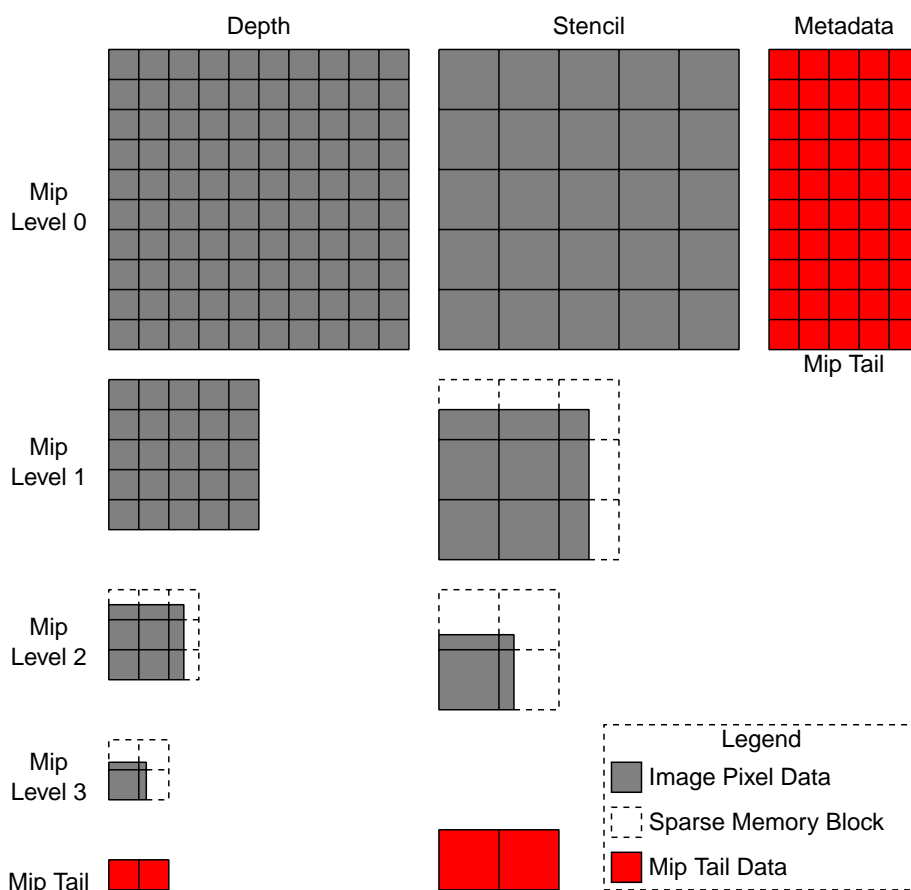 Depth
Stencil
Metadata
Mip
Level 0
Mip Tail
Mip
Level 1
Mip
Level 2
Mip
Level 3
Legend
Image Pixel Data
Sparse Memory Block
Mip Tail Data
Mip Tail